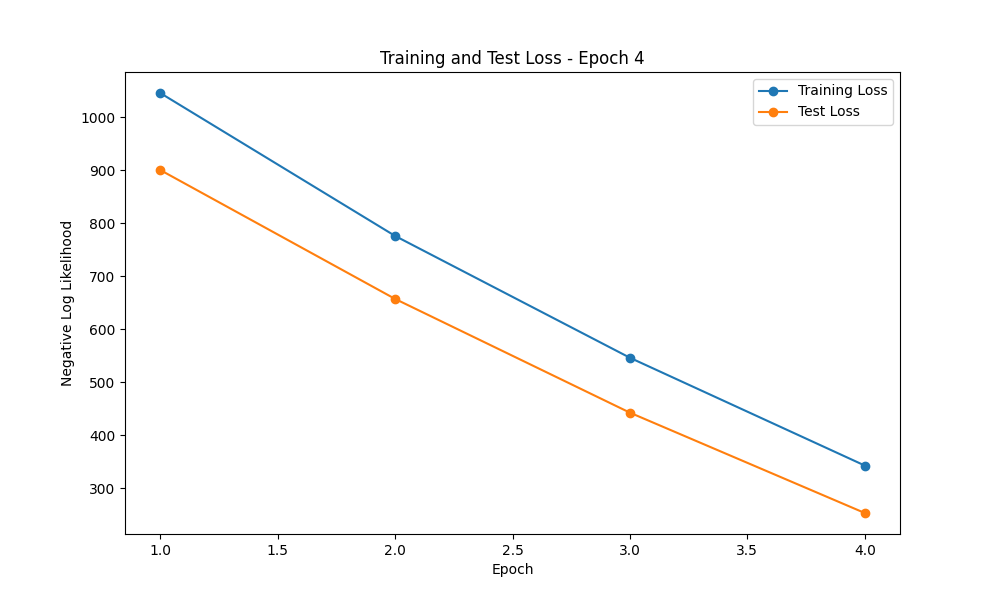 Training and Test Loss - Epoch 4
Training Loss
Test Loss
Negative Log Likelihood
1000
900
800
700
600
500
400
300
1.0 1.5 2.0 2.5 3.0 3.5 4.0
Epoch